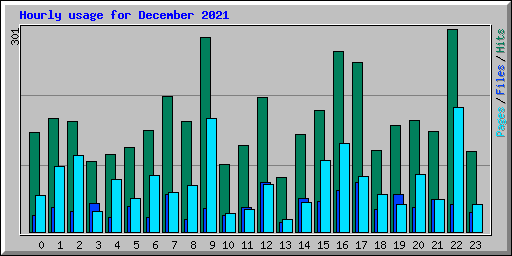 Hourly usage for December 2021
301
Pages/Files/Hits
0 1 2 3 4 5 6 7 8 9 10 11 12 13 14 15 16 17 18 19 20 21 22 23